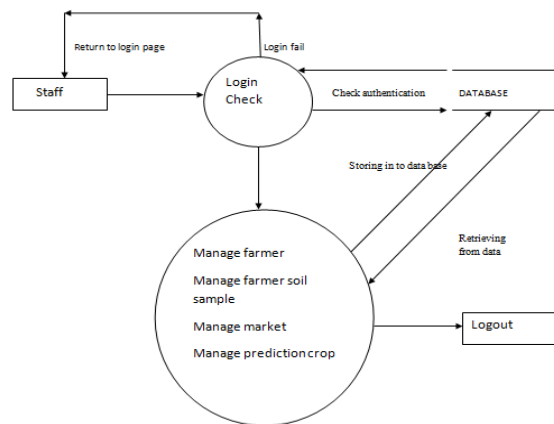 Return to login page
Login fail
Staff
Login
Check
Check authentication
DATABASE
Storing in to data base
Retrieving
from data
Manage farmer
Manage farmer soil
sample
Manage market
Manage prediction crop
Logout